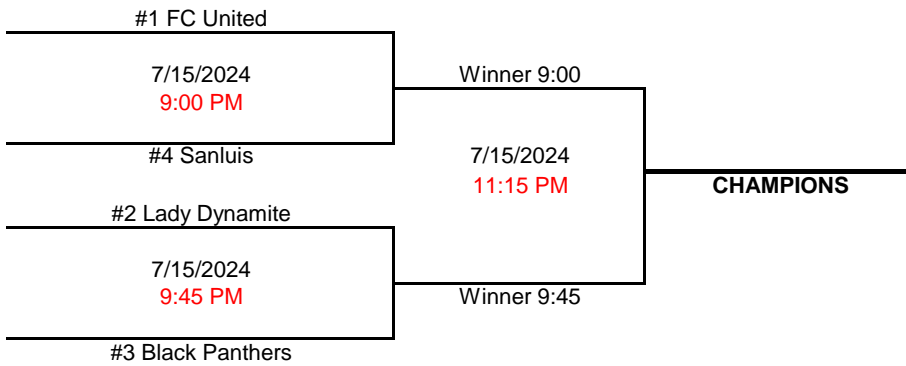 #1 FC United
7/15/2024
9:00 PM
Winner 9:00
#4 Sanluis
7/15/2024
11:15 PM
CHAMPIONS
#2 Lady Dynamite
7/15/2024
9:45 PM
Winner 9:45
#3 Black Panthers